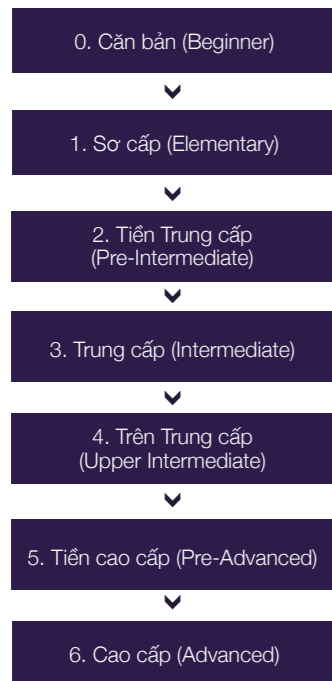 0. Căn bản (Beginner)
1. Sơ cấp (Elementary)
2. Tiền Trung cấp
(Pre-Intermediate)
3. Trung cấp (Intermediate)
4. Trên Trung cấp
(Upper Intermediate)
5. Tiền cao cấp (Pre-Advanced)
6. Cao cấp (Advanced)